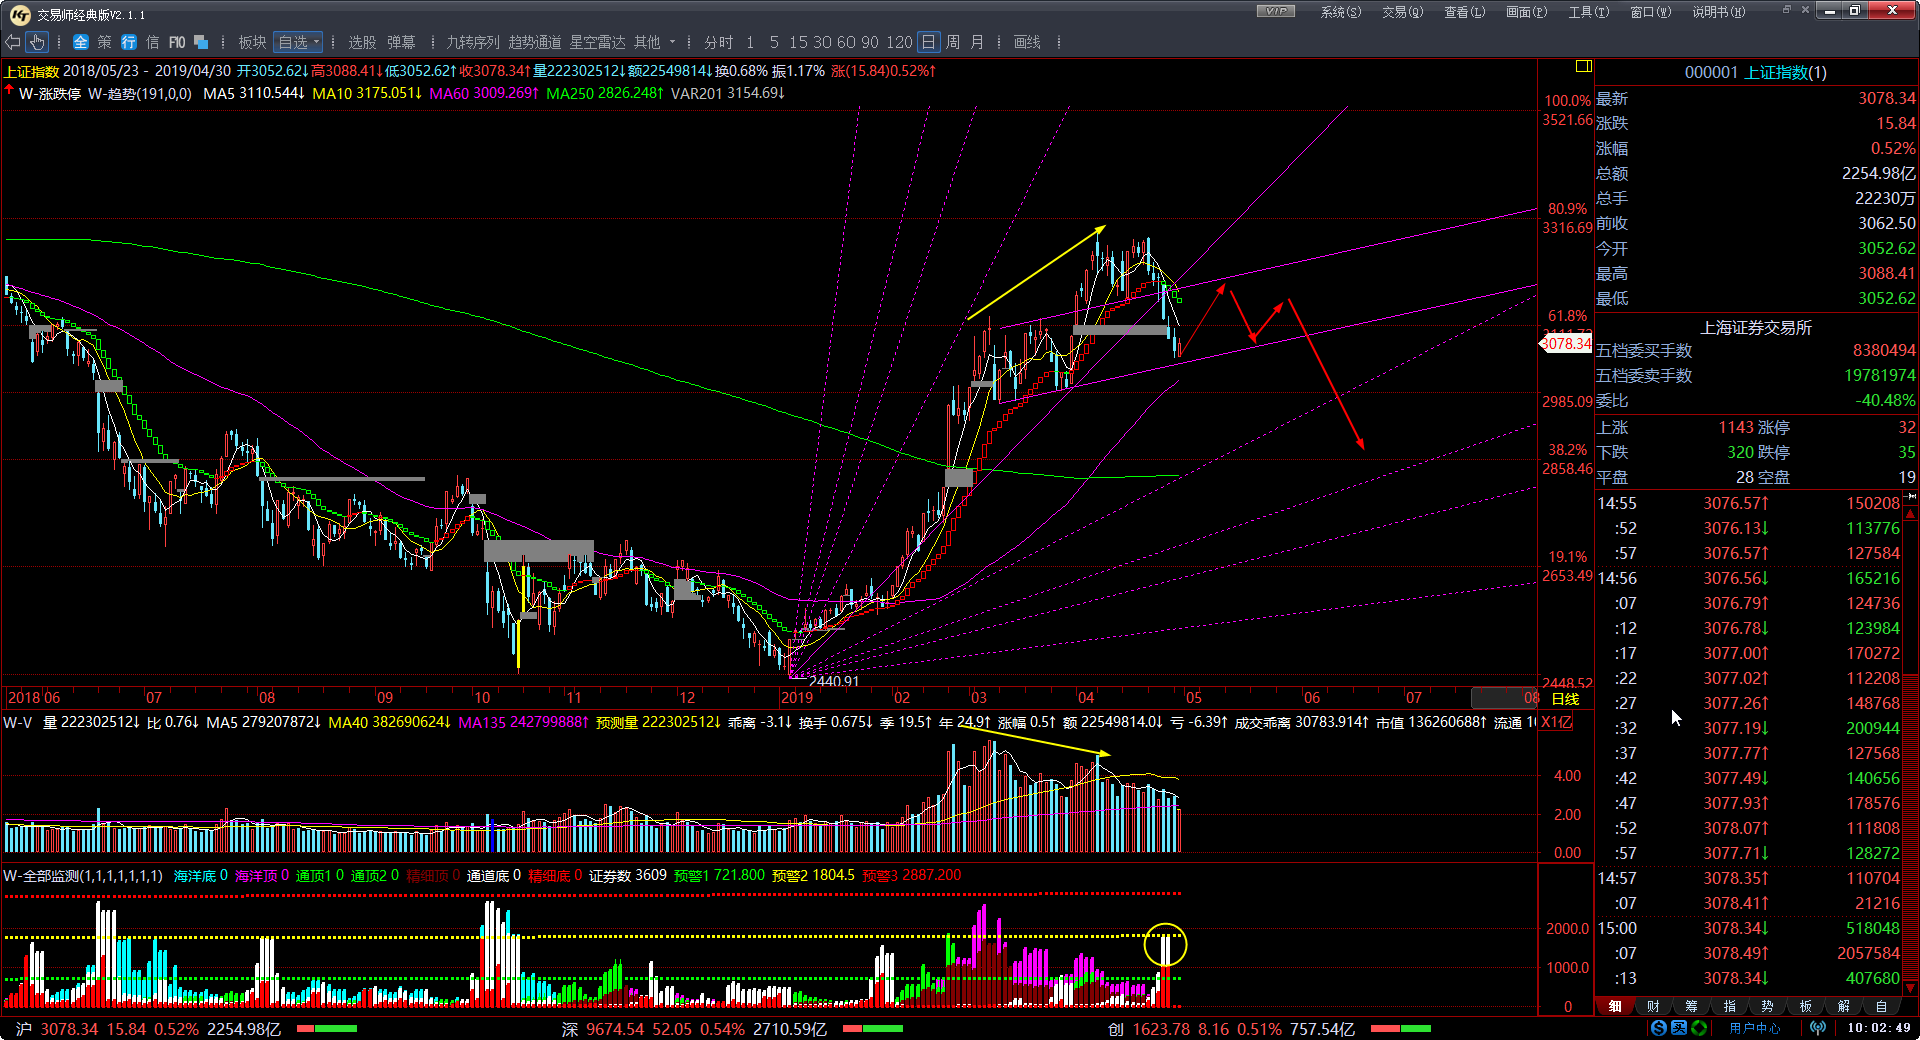 交易师经典版V2.1.1 VIP 系统(S) 交易(Q) 查看(L) 画面(P) 工具(T) 窗口(W) 说明书(H)
全 策 行 信 F10 板块 自选 选股 弹幕 九转序列 趋势通道 星空雷达 其他 分时 1 5 15 30 60 90 120 日 周 月 画线
上证指数 2018/05/23 - 2019/04/30 开3052.62↓高3088.41↓低3052.62↑收3078.34↑量222302512↓额22549814↓换0.68% 振1.17% 涨(15.84)0.52%↑
W-涨跌停 W-趋势(191,0,0) MA5 3110.544↓ MA10 3175.051↓ MA60 3009.269↑ MA250 2826.248↑ VAR201 3154.69↓
100.0%
3521.66
80.9%
3316.69
61.8%
3078.34
2985.09
38.2%
2858.46
19.1%
2653.49
2448.52
2440.91
2018 06 07 08 09 10 11 12 2019 02 03 04 05 06 07 08 日线
W-V 量 222302512↓ 比 0.76↓ MA5 279207872↓ MA40 382690624↓ MA135 242799888↑ 预测量 222302512↓ 乖离 -3.1↓ 换手 0.675↓ 季 19.5↑ 年 24.9↑ 涨幅 0.5↑ 额 22549814.0↓ 亏 -6.39↑ 成交乖离 30783.914↑ 市值 136260688↑ 流通 X1亿
4.00
2.00
0.00
W-全部监测(1,1,1,1,1,1,1) 海洋底 0 海洋顶 0 通顶1 0 通顶2 0 精细顶 0 通道底 0 精细底 0 证券数 3609 预警1 721.800 预警2 1804.5 预警3 2887.200
2000.0
1000.0
0
000001 上证指数(1)
最新 3078.34
涨跌 15.84
涨幅 0.52%
总额 2254.98亿
总手 22230万
前收 3062.50
今开 3052.62
最高 3088.41
最低 3052.62
上海证券交易所
五档委买手数 8380494
五档委卖手数 19781974
委比 -40.48%
上涨 1143 涨停 32
下跌 320 跌停 35
平盘 28 空盘 19
14:55 3076.57↑ 150208
:52 3076.13↓ 113776
:57 3076.57↑ 127584
14:56 3076.56↓ 165216
:07 3076.79↑ 124736
:12 3076.78↓ 123984
:17 3077.00↑ 170272
:22 3077.02↑ 112208
:27 3077.26↑ 148768
:32 3077.19↓ 200944
:37 3077.77↑ 127568
:42 3077.49↓ 140656
:47 3077.93↑ 178576
:52 3078.07↑ 111808
:57 3077.71↓ 128272
14:57 3078.35↑ 110704
:07 3078.41↑ 21216
15:00 3078.34↓ 518048
:07 3078.49↑ 2057584
:13 3078.34↓ 407680
细 财 筹 指 势 板 解 自
沪 3078.34 15.84 0.52% 2254.98亿 深 9674.54 52.05 0.54% 2710.59亿 创 1623.78 8.16 0.51% 757.54亿 S 买 用户中心 10:02:49